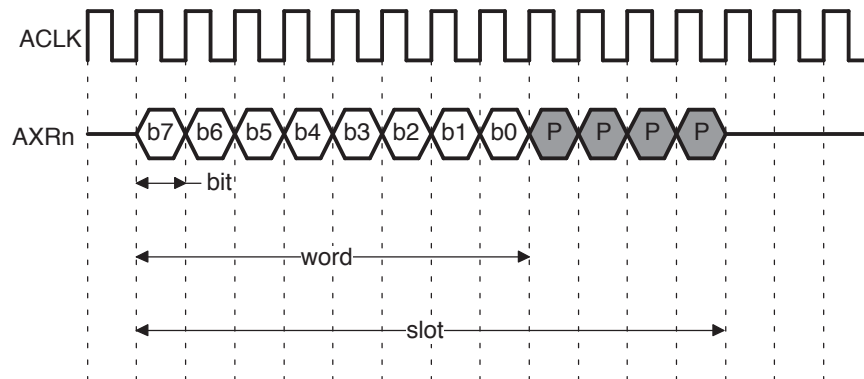 ACLK
AXRn b7 b6 b5 b4 b3 b2 b1 b0 P P P P
bit
word
slot